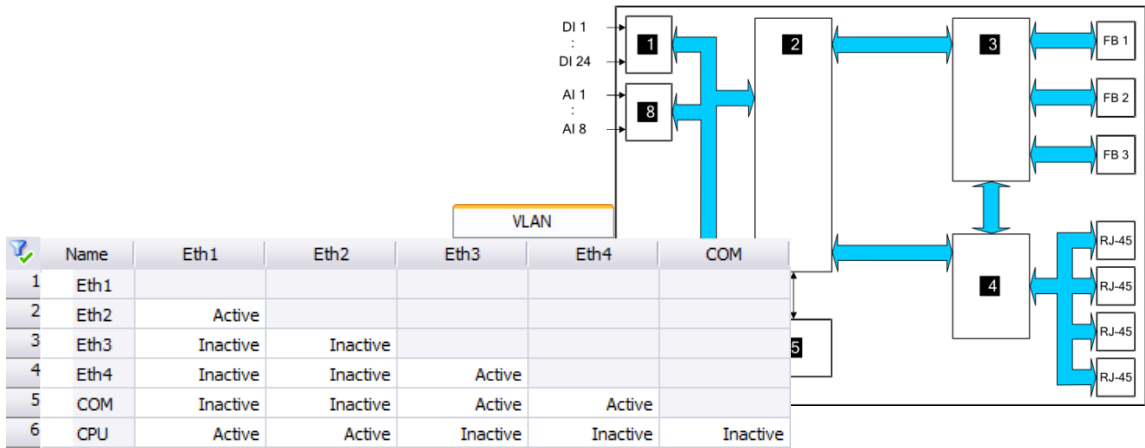 DI 1
:
DI 24
AI 1
:
AI 8
1
8
2
3
FB 1
FB 2
FB 3
4
RJ-45
RJ-45
RJ-45
RJ-45
5
VLAN
Name Eth1 Eth2 Eth3 Eth4 COM
1 Eth1
2 Eth2 Active
3 Eth3 Inactive Inactive
4 Eth4 Inactive Inactive Active
5 COM Inactive Inactive Active Active
6 CPU Active Active Inactive Inactive Inactive